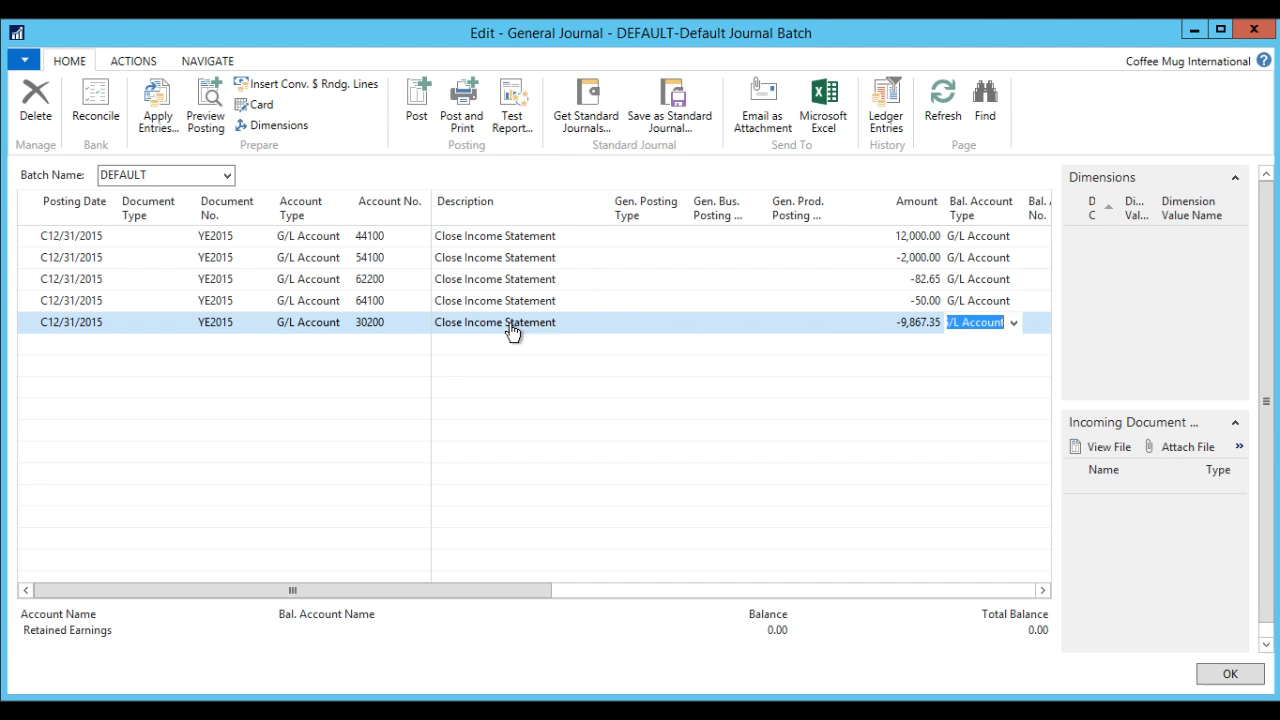 Edit - General Journal - DEFAULT-Default Journal Batch
HOME ACTIONS NAVIGATE Coffee Mug International ?
Delete
Manage
Reconcile
Bank
Apply Entries...
Preview Posting
Insert Conv. $ Rndg. Lines
Card
Dimensions
Prepare
Post
Post and Print
Test Report...
Posting
Get Standard Journals...
Save as Standard Journal...
Standard Journal
Email as Attachment
Microsoft Excel
Send To
Ledger Entries
History
Refresh
Find
Page
Batch Name: DEFAULT
Posting Date Document Type Document No. Account Type Account No. Description Gen. Posting Type Gen. Bus. Posting ... Gen. Prod. Posting ... Amount Bal. Account Type Bal. No.
C12/31/2015 YE2015 G/L Account 44100 Close Income Statement 12,000.00 G/L Account
C12/31/2015 YE2015 G/L Account 54100 Close Income Statement -2,000.00 G/L Account
C12/31/2015 YE2015 G/L Account 62200 Close Income Statement -82.65 G/L Account
C12/31/2015 YE2015 G/L Account 64100 Close Income Statement -50.00 G/L Account
C12/31/2015 YE2015 G/L Account 30200 Close Income Statement -9,867.35 /L Account
Account Name Bal. Account Name Balance Total Balance
Retained Earnings 0.00 0.00
Dimensions
D C Di... Val... Dimension Value Name
Incoming Document ...
View File Attach File »
Name Type
OK